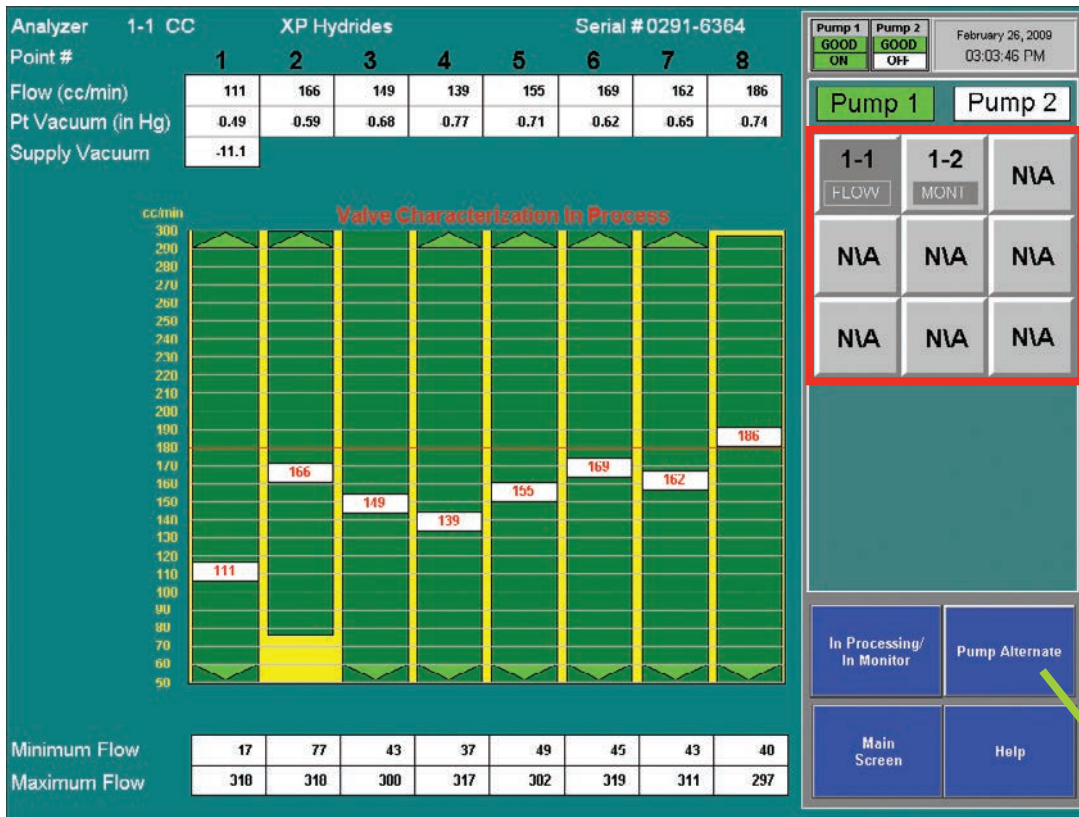 Analyzer 1-1 CC XP Hydrides Serial # 0291-6364
Point # 1 2 3 4 5 6 7 8
Flow (cc/min) 111 166 149 139 155 169 162 186
Pt Vacuum (in Hg) 0.49 0.59 0.68 0.77 0.71 0.62 0.65 0.74
Supply Vacuum -11.1
cc/min
Valve Characterization In Process
300
290
280
270
260
250
240
230
220
210
200
190
180
170
160
150
140
130
120
110
100
90
80
70
60
50
111
166
149
139
155
169
162
186
Minimum Flow 17 77 43 37 49 45 43 40
Maximum Flow 310 310 300 317 302 319 311 297
Pump 1 Pump 2
GOOD GOOD
ON OFF
February 26, 2009
03:03:46 PM
Pump 1 Pump 2
1-1 1-2 N\A
FLOW MONT
N\A N\A N\A
N\A N\A N\A
In Processing/
In Monitor
Pump Alternate
Main
Screen
Help